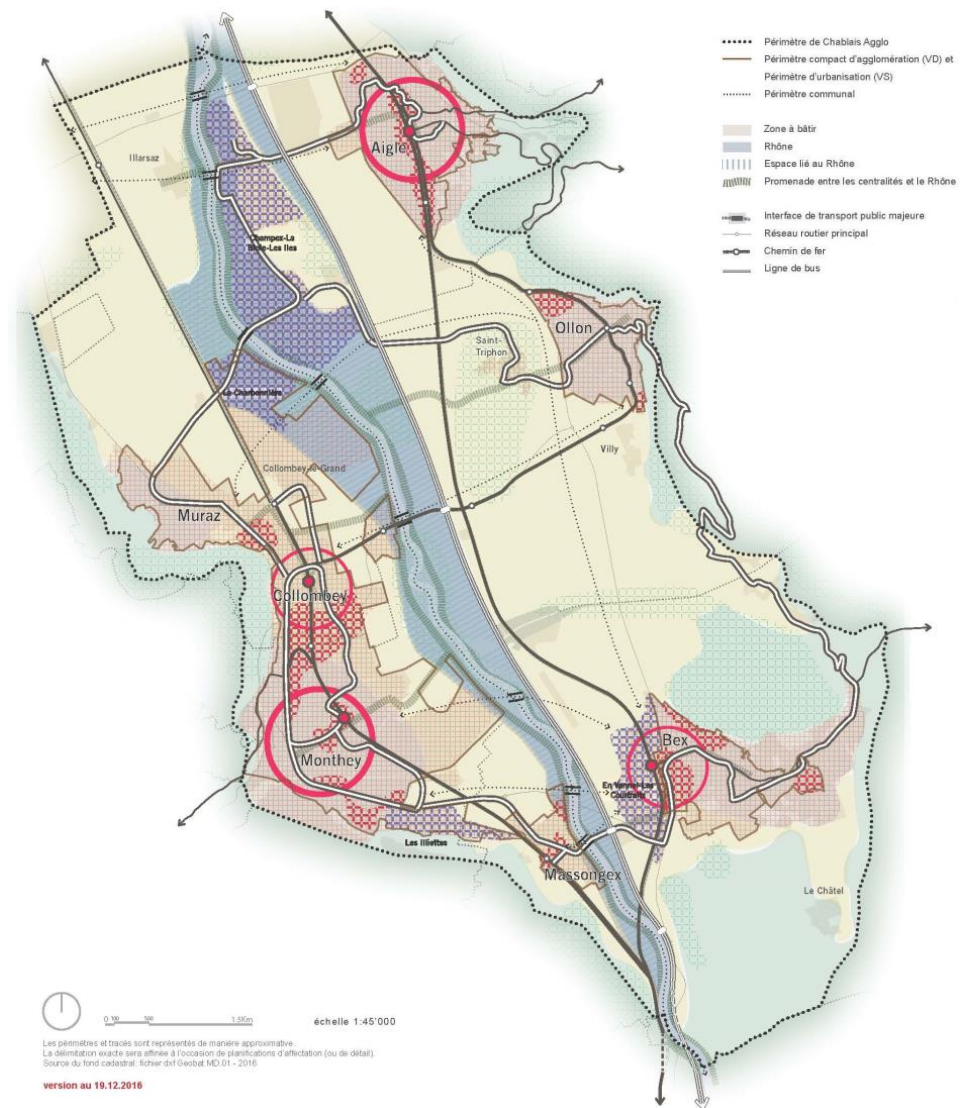 Périmètre de Chablais Agglo
Périmètre compact d'agglomération (VD) et
Périmètre d'urbanisation (VS)
Périmètre communal
Zone à bâtir
Rhône
Espace lié au Rhône
Promenade entre les centralités et le Rhône
Interface de transport public majeure
Réseau routier principal
Chemin de fer
Ligne de bus
Aigle
Illarsaz
Ollon
Saint-
Triphon
Villy
Collombey-le-Grand
Muraz
Collombey
Monthey
Bex
Les Illettes
Massongex
Le Châtel
échelle 1:45'000
Les périmètres et tracés sont représentés de manière approximative.
La délimitation exacte sera affinée à l'occasion de planifications d'affectation (ou de détail).
Source du fond cadastral: fichier dxf Geobat MD.01 - 2016
version au 19.12.2016